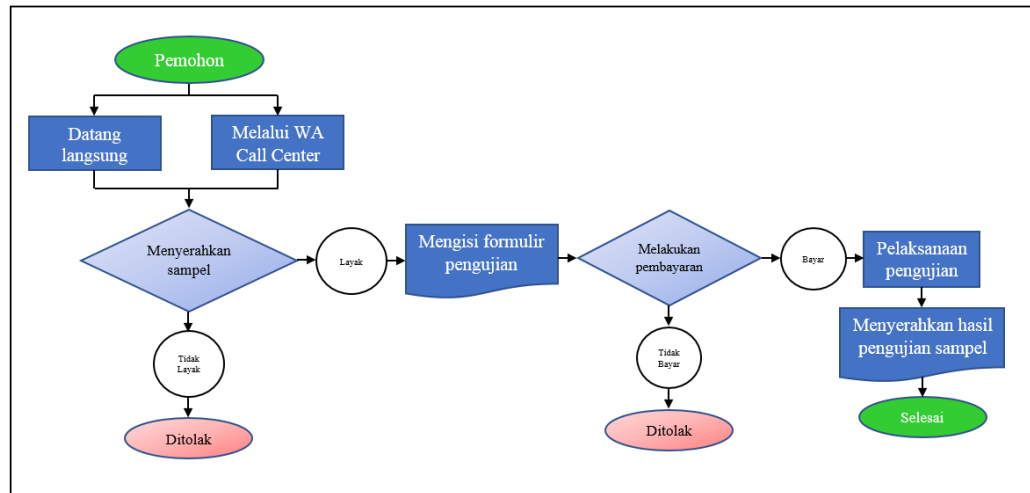 Pemohon
Datang
langsung
Melalui WA
Call Center
Menyerahkan
sampel
Layak
Mengisi formulir
pengujian
Melakukan
pembayaran
Bayar
Pelaksanaan
pengujian
Tidak
Layak
Tidak
Bayar
Menyerahkan hasil
pengujian sampel
Ditolak
Ditolak
Selesai